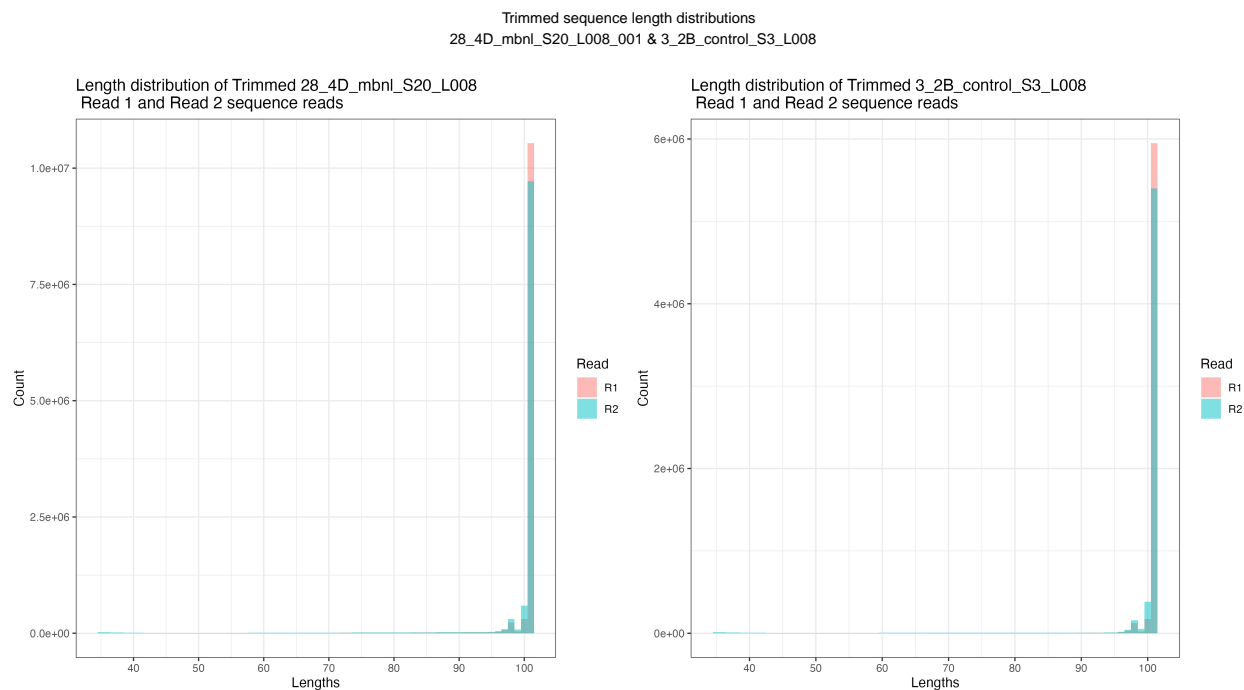 Trimmed sequence length distributions
28_4D_mbnl_S20_L008_001 & 3_2B_control_S3_L008
Length distribution of Trimmed 28_4D_mbnl_S20_L008
Read 1 and Read 2 sequence reads
Count
1.0e+07
7.5e+06
5.0e+06
2.5e+06
0.0e+00
40 50 60 70 80 90 100
Lengths
Read
R1
R2
Length distribution of Trimmed 3_2B_control_S3_L008
Read 1 and Read 2 sequence reads
Count
6e+06
4e+06
2e+06
0e+00
40 50 60 70 80 90 100
Lengths
Read
R1
R2